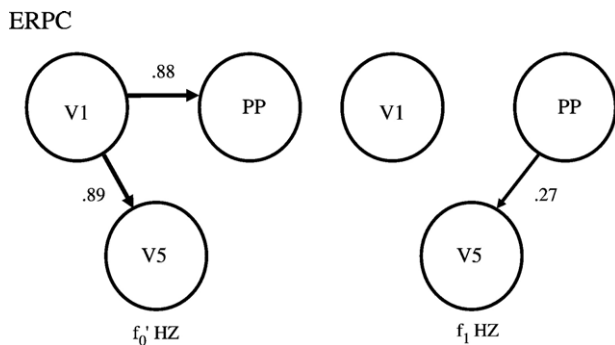 ERPC
.88
V1
PP
V1
PP
.89
.27
V5
V5
f₀' HZ
f₁ HZ